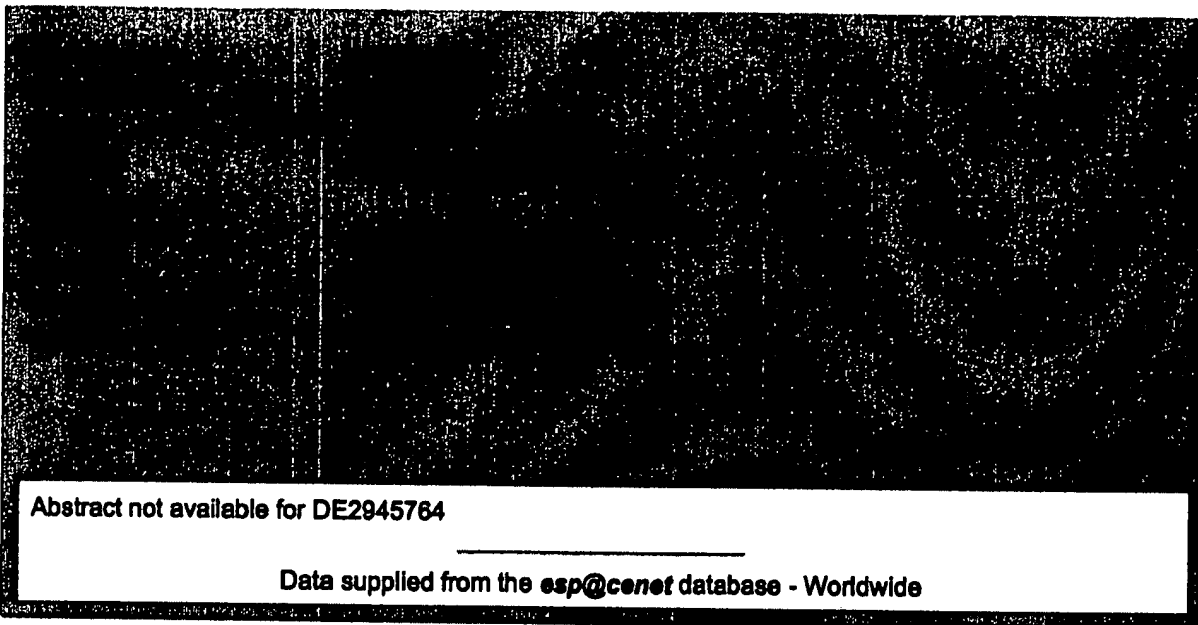 Abstract not available for DE2945764
Data supplied from the esp@cenet database - Worldwide